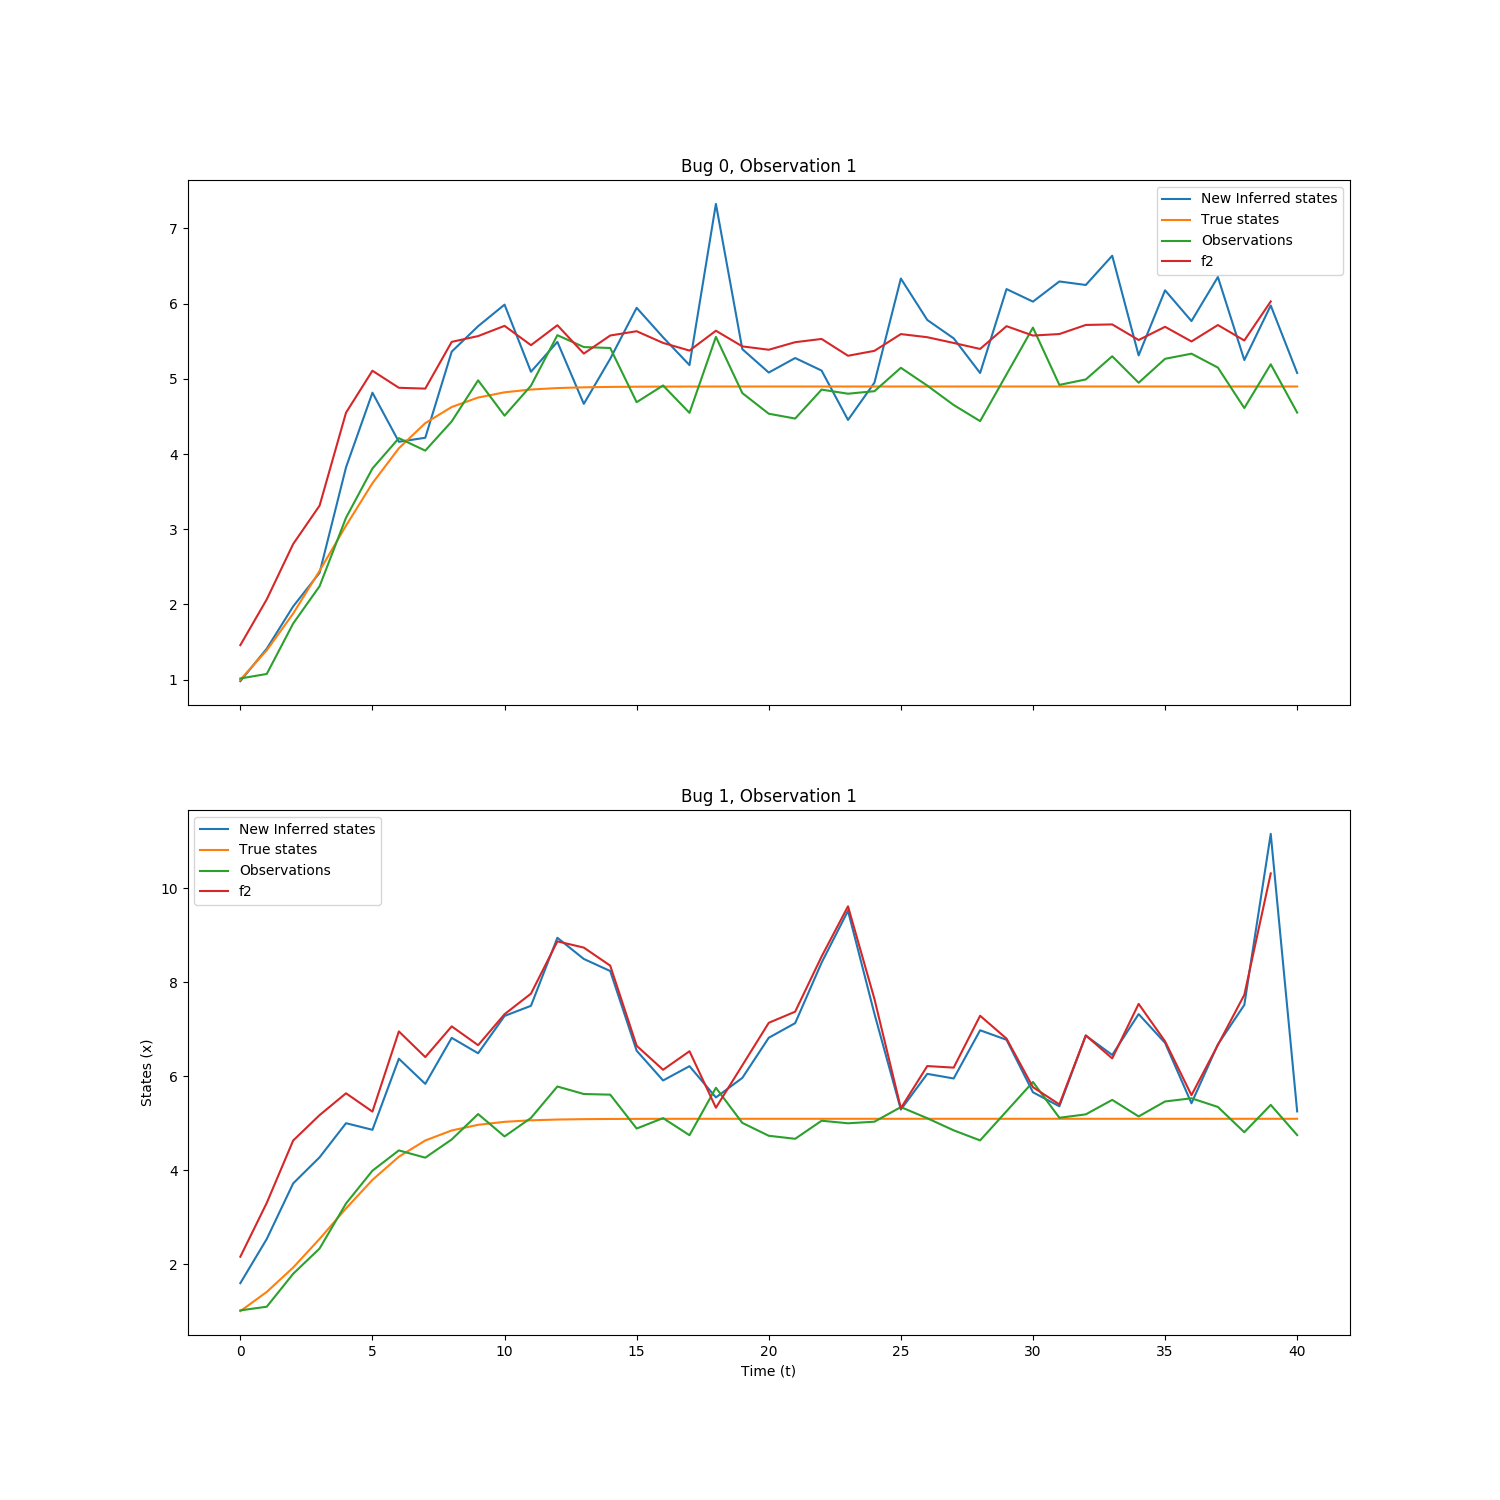 Bug 0, Observation 1
New Inferred states
True states
Observations
f2
7
6
5
4
3
2
1
Bug 1, Observation 1
New Inferred states
True states
Observations
f2
10
8
6
4
2
States (x)
0 5 10 15 20 25 30 35 40
Time (t)